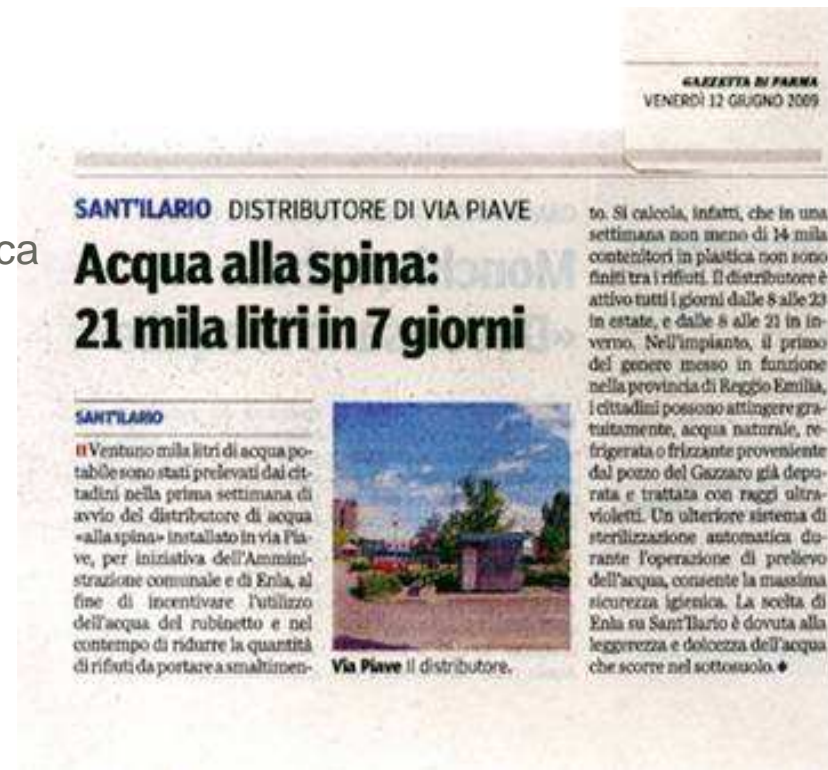 GAZZETTA DI PARMA
VENERDÌ 12 GIUGNO 2009
ca
SANT'ILARIO DISTRIBUTORE DI VIA PIAVE
Acqua alla spina:
21 mila litri in 7 giorni
SANT'ILARIO
Ventuno mila litri di acqua po-
tabile sono stati prelevati dai cit-
tadini nella prima settimana di
avvio del distributore di acqua
«alla spina» installato in via Pia-
ve, per iniziativa dell'Ammini-
strazione comunale e di Enìa, al
fine di incentivare l'utilizzo
dell'acqua del rubinetto e nel
contempo di ridurre la quantità
di rifiuti da portare a smaltimen-
Via Piave Il distributore.
to. Si calcola, infatti, che in una
settimana non meno di 14 mila
contenitori in plastica non sono
finiti tra i rifiuti. Il distributore è
attivo tutti i giorni dalle 8 alle 23
in estate, e dalle 8 alle 21 in in-
verno. Nell'impianto, il primo
del genere messo in funzione
nella provincia di Reggio Emilia,
i cittadini possono attingere gra-
tuitamente, acqua naturale, re-
frigerata o frizzante proveniente
dal pozzo del Gazzaro già depu-
rata e trattata con raggi ultra-
violetti. Un ulteriore sistema di
sterilizzazione automatica du-
rante l'operazione di prelievo
dell'acqua, consente la massima
sicurezza igienica. La scelta di
Enìa su Sant'Ilario è dovuta alla
leggerezza e dolcezza dell'acqua
che scorre nel sottosuolo.